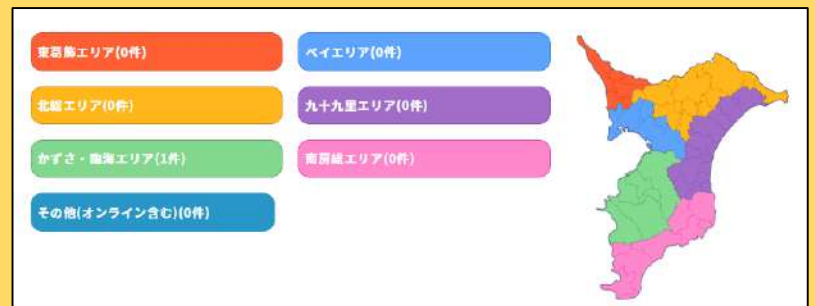 東葛飾エリア(0件)
ベイエリア(0件)
北総エリア(0件)
九十九里エリア(0件)
かずさ・臨海エリア(1件)
南房総エリア(0件)
その他(オンライン含む)(0件)